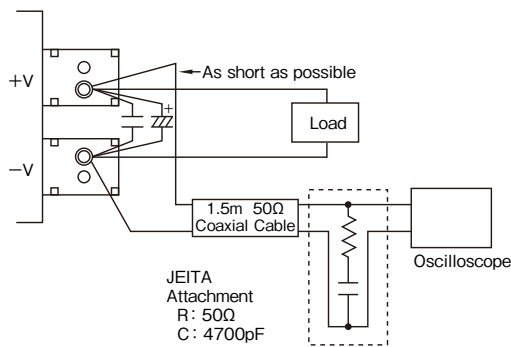 +V
As short as possible
+
Load
−V
1.5m 50Ω
Coaxial Cable
Oscilloscope
JEITA
Attachment
R: 50Ω
C: 4700pF